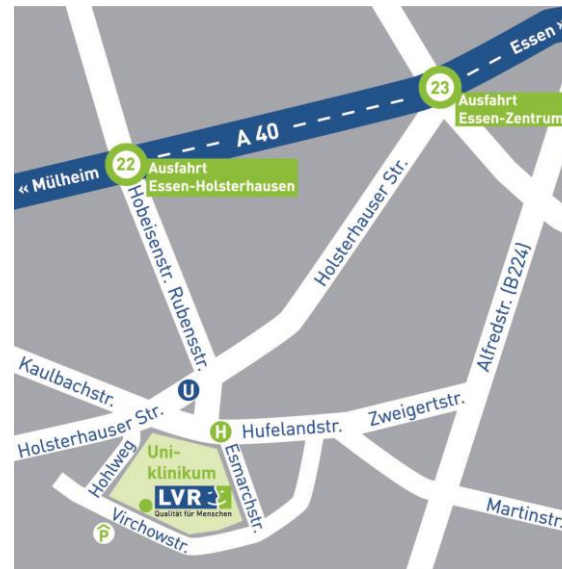 Essen »
23
Ausfahrt
Essen-Zentrum
A 40
22
Ausfahrt
Essen-Holsterhausen
« Mülheim
Hobeisenstr.
Rubensstr.
Holsterhauser Str.
Alfredstr. (B224)
Kaulbachstr.
U
Holsterhauser Str.
H
Hufelandstr.
Zweigertstr.
Uni-
klinikum
Hohlweg
Esmarchstr.
LVR
Qualität für Menschen
Virchowstr.
P
Martinstr.